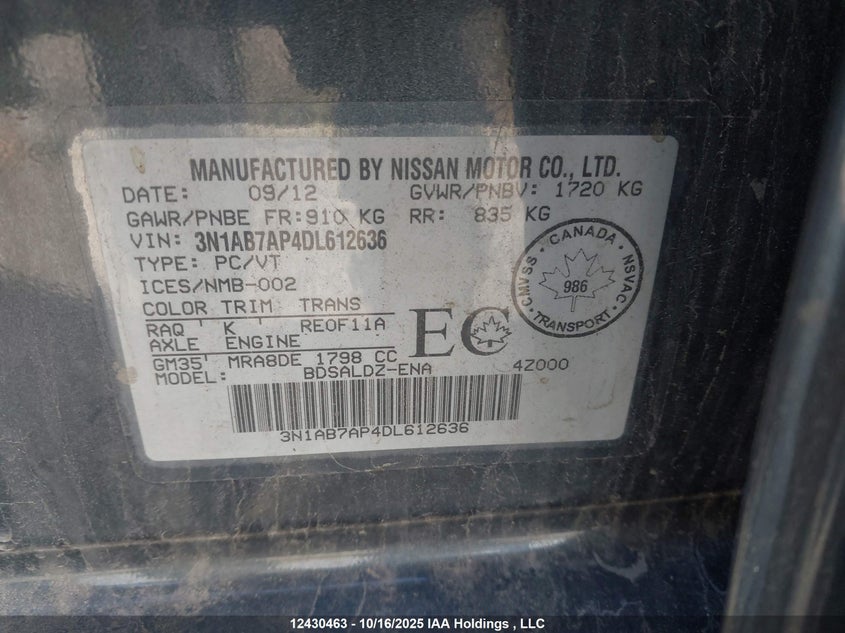 MANUFACTURED BY NISSAN MOTOR CO., LTD.
DATE: 09/12 GVWR/PNBV: 1720 KG
GAWR/PNBE FR:910 KG RR: 835 KG
VIN: 3N1AB7AP4DL612636
TYPE: PC/VT
ICES/NMB-002
COLOR TRIM TRANS
RAQ ' K ' RE0F11A
AXLE ENGINE
GM35' MRA8DE 1798 CC
MODEL: BDSALDZ-ENA 4Z000
EC
CMVSS · CANADA · NSVAC
986
· TRANSPORT ·
3N1AB7AP4DL612636
12430463 - 10/16/2025 IAA Holdings , LLC